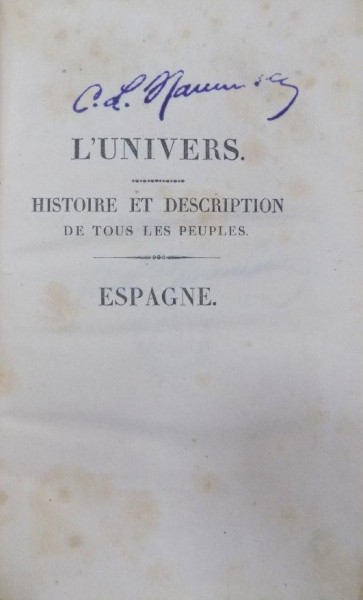 C. L.
L'UNIVERS.
HISTOIRE ET DESCRIPTION
DE TOUS LES PEUPLES.
ESPAGNE.